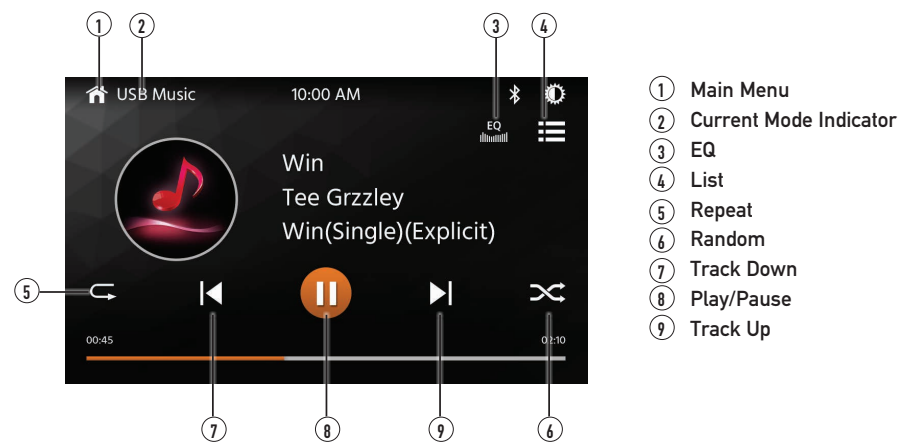 1 2 3 4
USB Music 10:00 AM
EQ
Win
Tee Grzzley
Win(Single)(Explicit)
5
00:45 02:10
7 8 9 6
1 Main Menu
2 Current Mode Indicator
3 EQ
4 List
5 Repeat
6 Random
7 Track Down
8 Play/Pause
9 Track Up